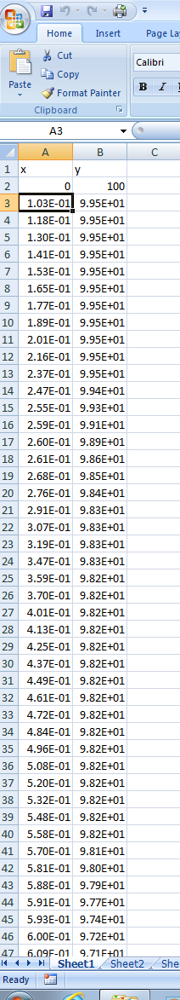 Home Insert Page La
Cut
Copy
Format Painter
Paste
Clipboard
Calibri
B I
A3
A B C
1 x y
2 0 100
3 1.03E-01 9.95E+01
4 1.18E-01 9.95E+01
5 1.30E-01 9.95E+01
6 1.41E-01 9.95E+01
7 1.53E-01 9.95E+01
8 1.65E-01 9.95E+01
9 1.77E-01 9.95E+01
10 1.89E-01 9.95E+01
11 2.01E-01 9.95E+01
12 2.16E-01 9.95E+01
13 2.37E-01 9.95E+01
14 2.47E-01 9.94E+01
15 2.55E-01 9.93E+01
16 2.59E-01 9.91E+01
17 2.60E-01 9.89E+01
18 2.61E-01 9.86E+01
19 2.68E-01 9.85E+01
20 2.76E-01 9.84E+01
21 2.91E-01 9.83E+01
22 3.07E-01 9.83E+01
23 3.19E-01 9.83E+01
24 3.47E-01 9.83E+01
25 3.59E-01 9.82E+01
26 3.70E-01 9.82E+01
27 4.01E-01 9.82E+01
28 4.13E-01 9.82E+01
29 4.25E-01 9.82E+01
30 4.37E-01 9.82E+01
31 4.49E-01 9.82E+01
32 4.61E-01 9.82E+01
33 4.72E-01 9.82E+01
34 4.84E-01 9.82E+01
35 4.96E-01 9.82E+01
36 5.08E-01 9.82E+01
37 5.20E-01 9.82E+01
38 5.32E-01 9.82E+01
39 5.48E-01 9.82E+01
40 5.58E-01 9.82E+01
41 5.70E-01 9.81E+01
42 5.81E-01 9.80E+01
43 5.88E-01 9.79E+01
44 5.91E-01 9.77E+01
45 5.93E-01 9.74E+01
46 6.00E-01 9.72E+01
47 6.09E-01 9.71E+01
Sheet1 Sheet2 She
Ready